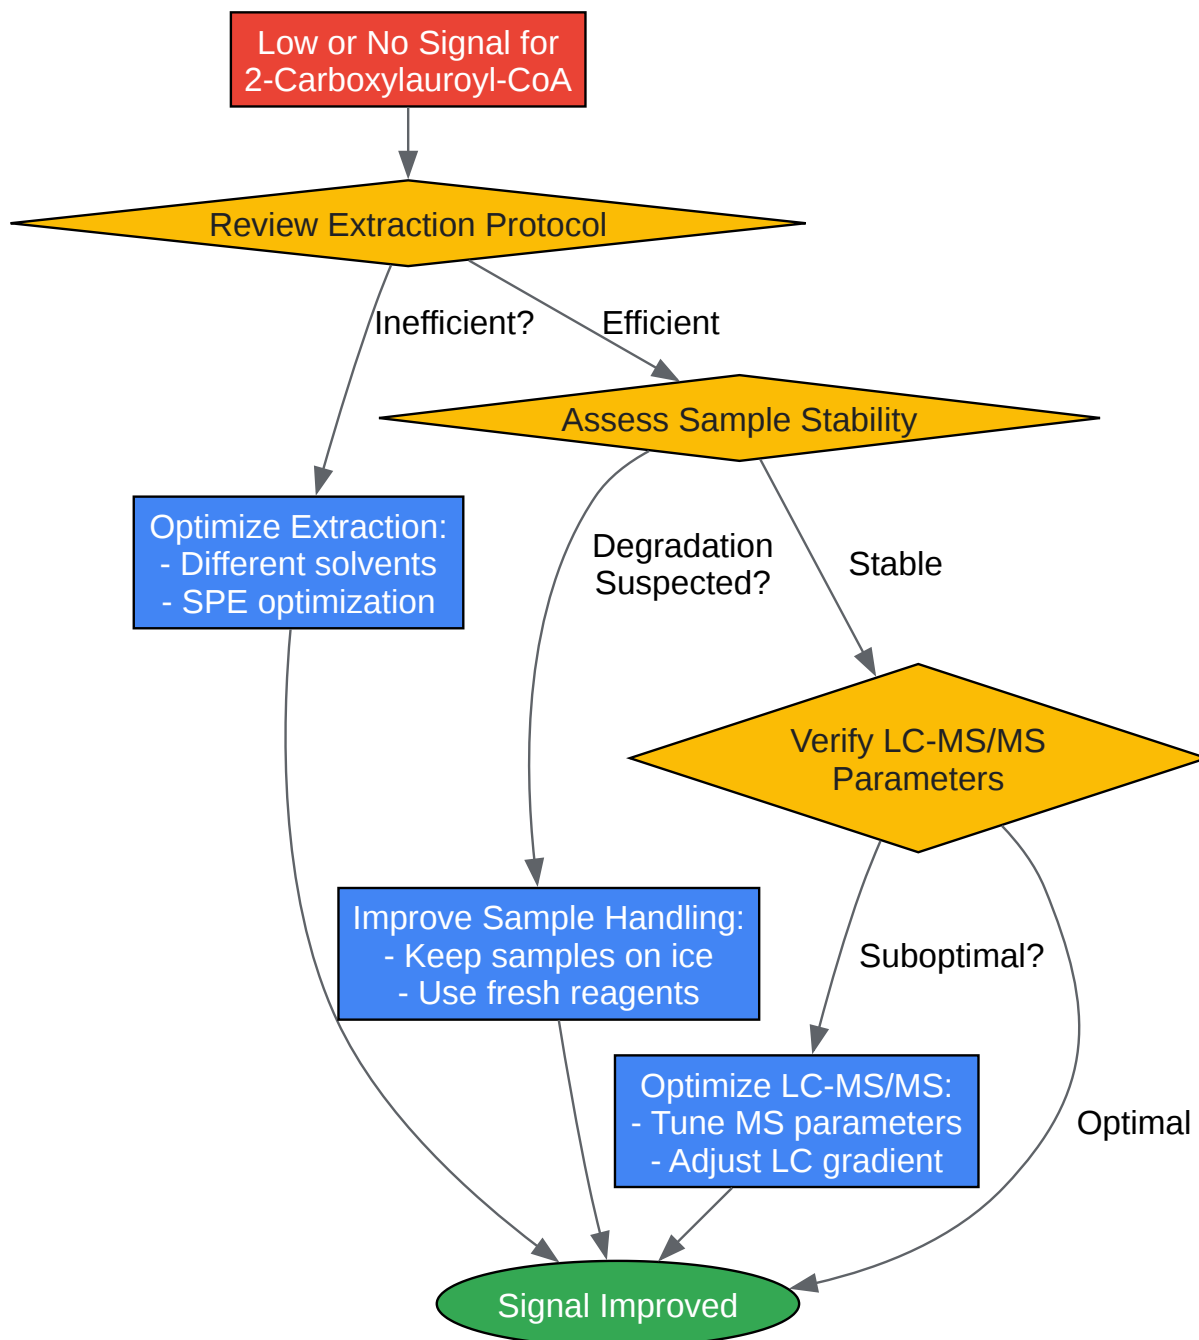 Low or No Signal for
2-Carboxylauroyl-CoA
Review Extraction Protocol
Inefficient?
Efficient
Assess Sample Stability
Optimize Extraction:
- Different solvents
- SPE optimization
Degradation
Suspected?
Stable
Verify LC-MS/MS
Parameters
Improve Sample Handling:
- Keep samples on ice
- Use fresh reagents
Suboptimal?
Optimize LC-MS/MS:
- Tune MS parameters
- Adjust LC gradient
Optimal
Signal Improved